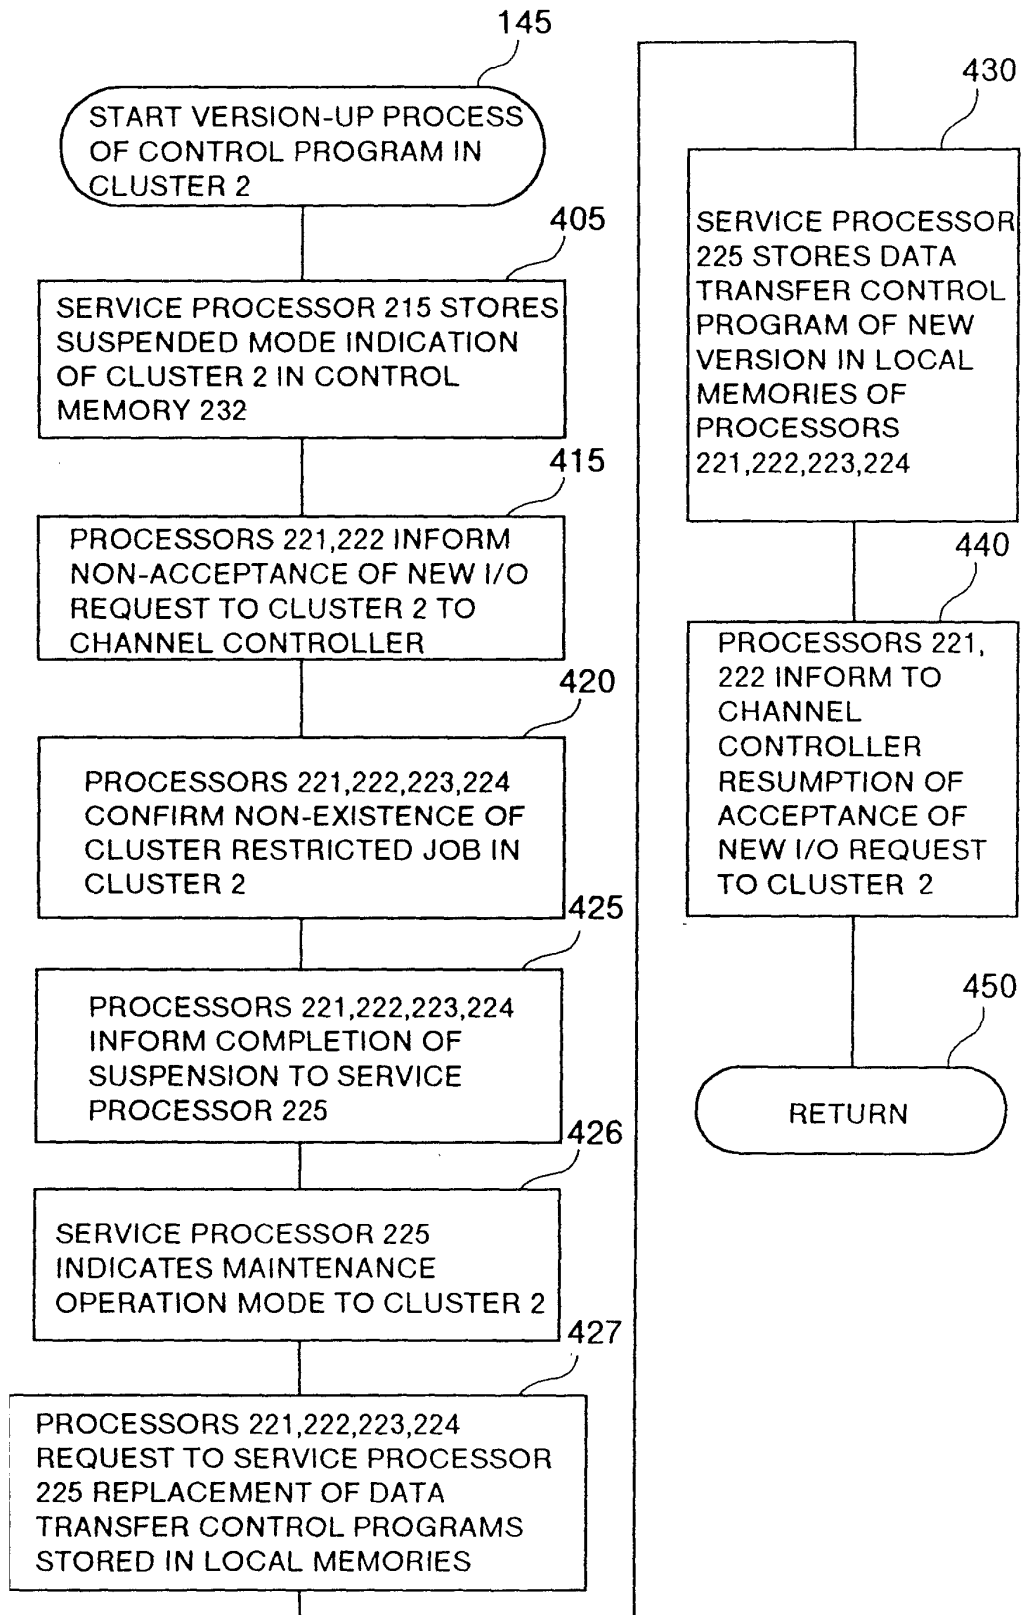 145
START VERSION-UP PROCESS
OF CONTROL PROGRAM IN
CLUSTER 2
405
SERVICE PROCESSOR 215 STORES
SUSPENDED MODE INDICATION
OF CLUSTER 2 IN CONTROL
MEMORY 232
415
PROCESSORS 221,222 INFORM
NON-ACCEPTANCE OF NEW I/O
REQUEST TO CLUSTER 2 TO
CHANNEL CONTROLLER
420
PROCESSORS 221,222,223,224
CONFIRM NON-EXISTENCE OF
CLUSTER RESTRICTED JOB IN
CLUSTER 2
425
PROCESSORS 221,222,223,224
INFORM COMPLETION OF
SUSPENSION TO SERVICE
PROCESSOR 225
426
SERVICE PROCESSOR 225
INDICATES MAINTENANCE
OPERATION MODE TO CLUSTER 2
427
PROCESSORS 221,222,223,224
REQUEST TO SERVICE PROCESSOR
225 REPLACEMENT OF DATA
TRANSFER CONTROL PROGRAMS
STORED IN LOCAL MEMORIES
430
SERVICE PROCESSOR
225 STORES DATA
TRANSFER CONTROL
PROGRAM OF NEW
VERSION IN LOCAL
MEMORIES OF
PROCESSORS
221,222,223,224
440
PROCESSORS 221,
222 INFORM TO
CHANNEL
CONTROLLER
RESUMPTION OF
ACCEPTANCE OF
NEW I/O REQUEST
TO CLUSTER 2
450
RETURN